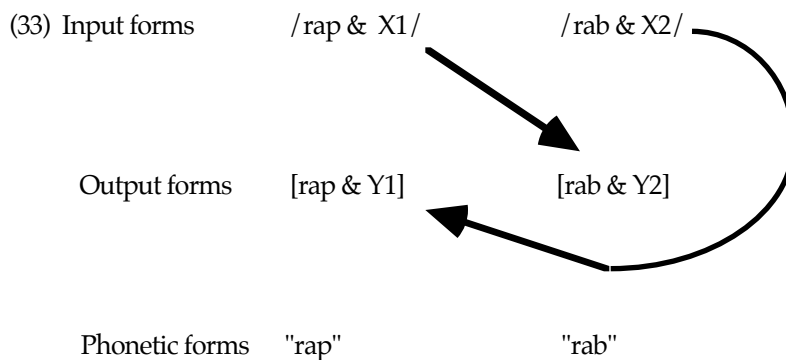 (33) Input forms /rap & X1/ /rab & X2/
Output forms [rap & Y1] [rab & Y2]
Phonetic forms "rap" "rab"